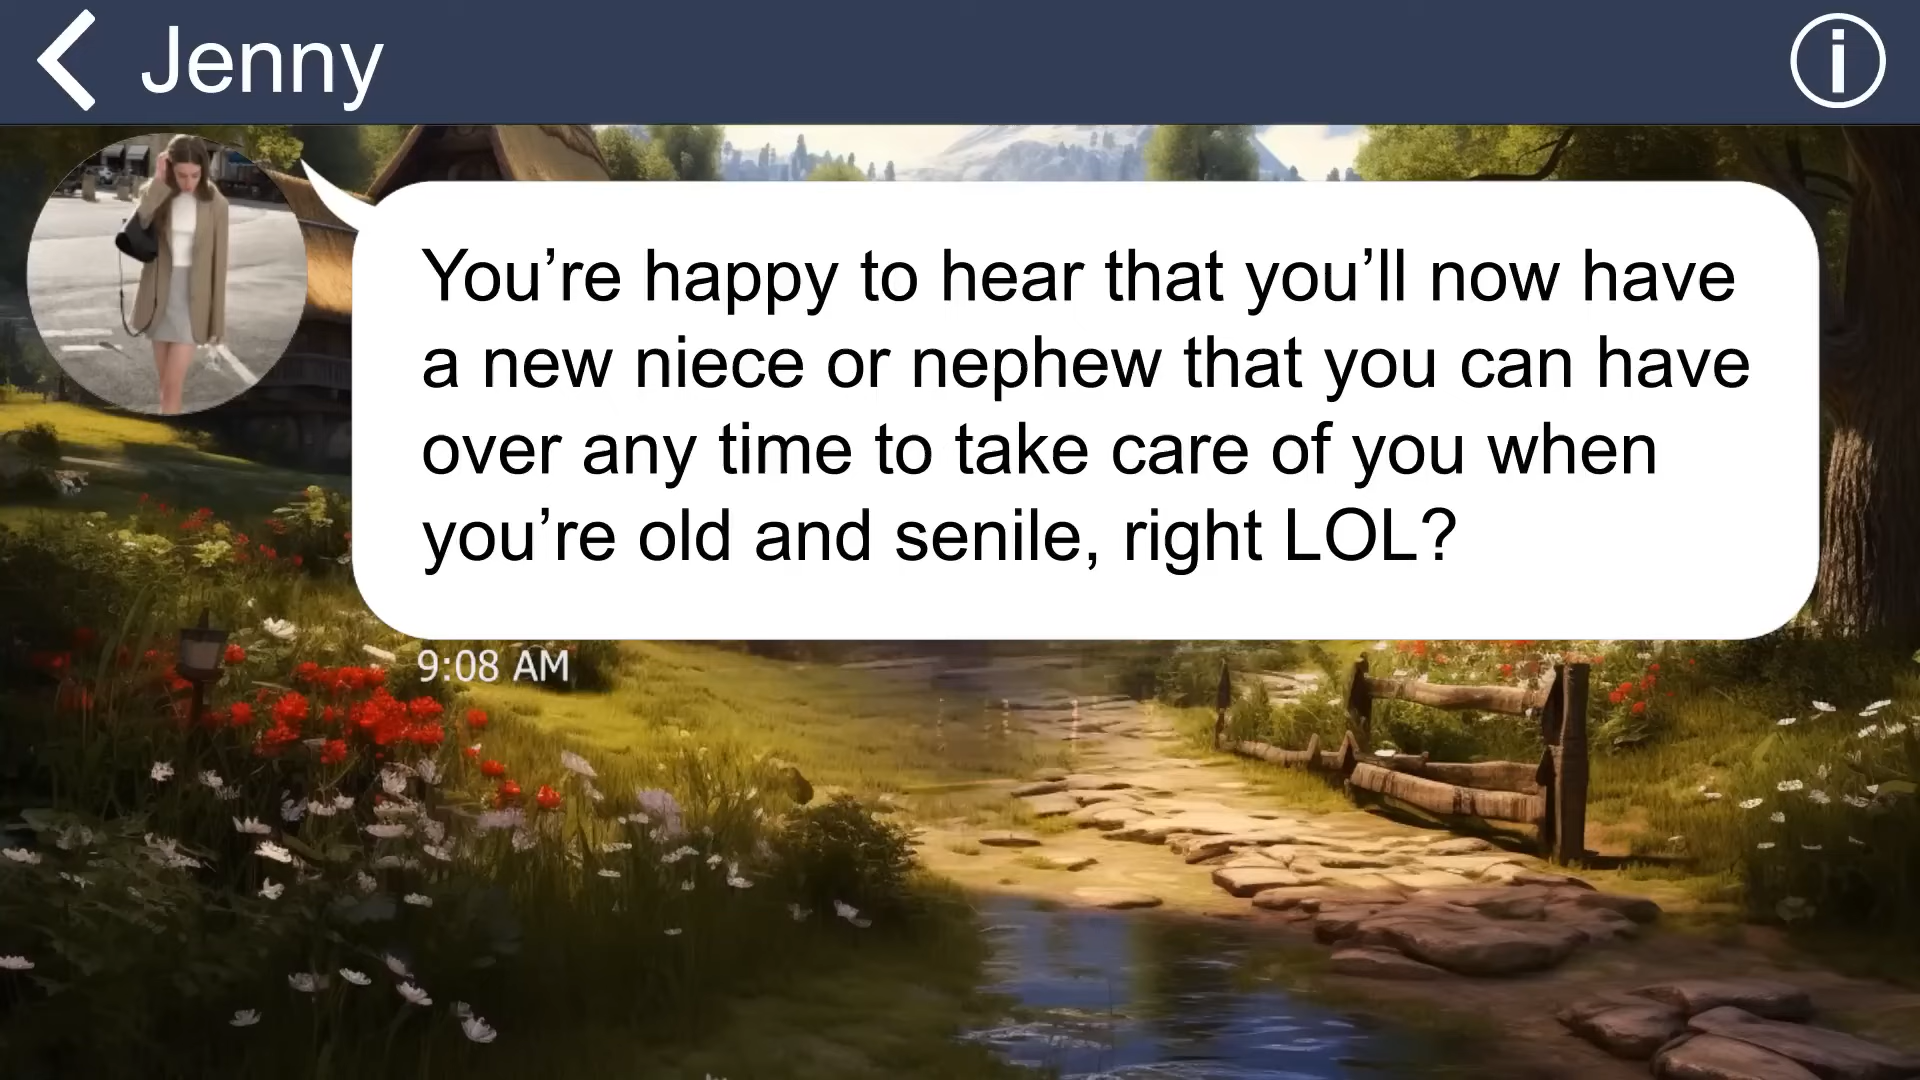 Jenny
You’re happy to hear that you’ll now have
a new niece or nephew that you can have
over any time to take care of you when
you’re old and senile, right LOL?
9:08 AM